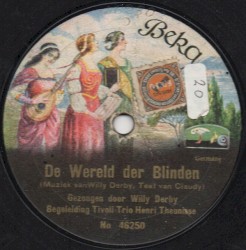 Beka
20
Germany
De Wereld der Blinden
(Muziek van Willy Derby, Text van Claudy)
Gezongen door Willy Derby
Begeleiding Tivoli Trio Henri Theunisse
No 46250